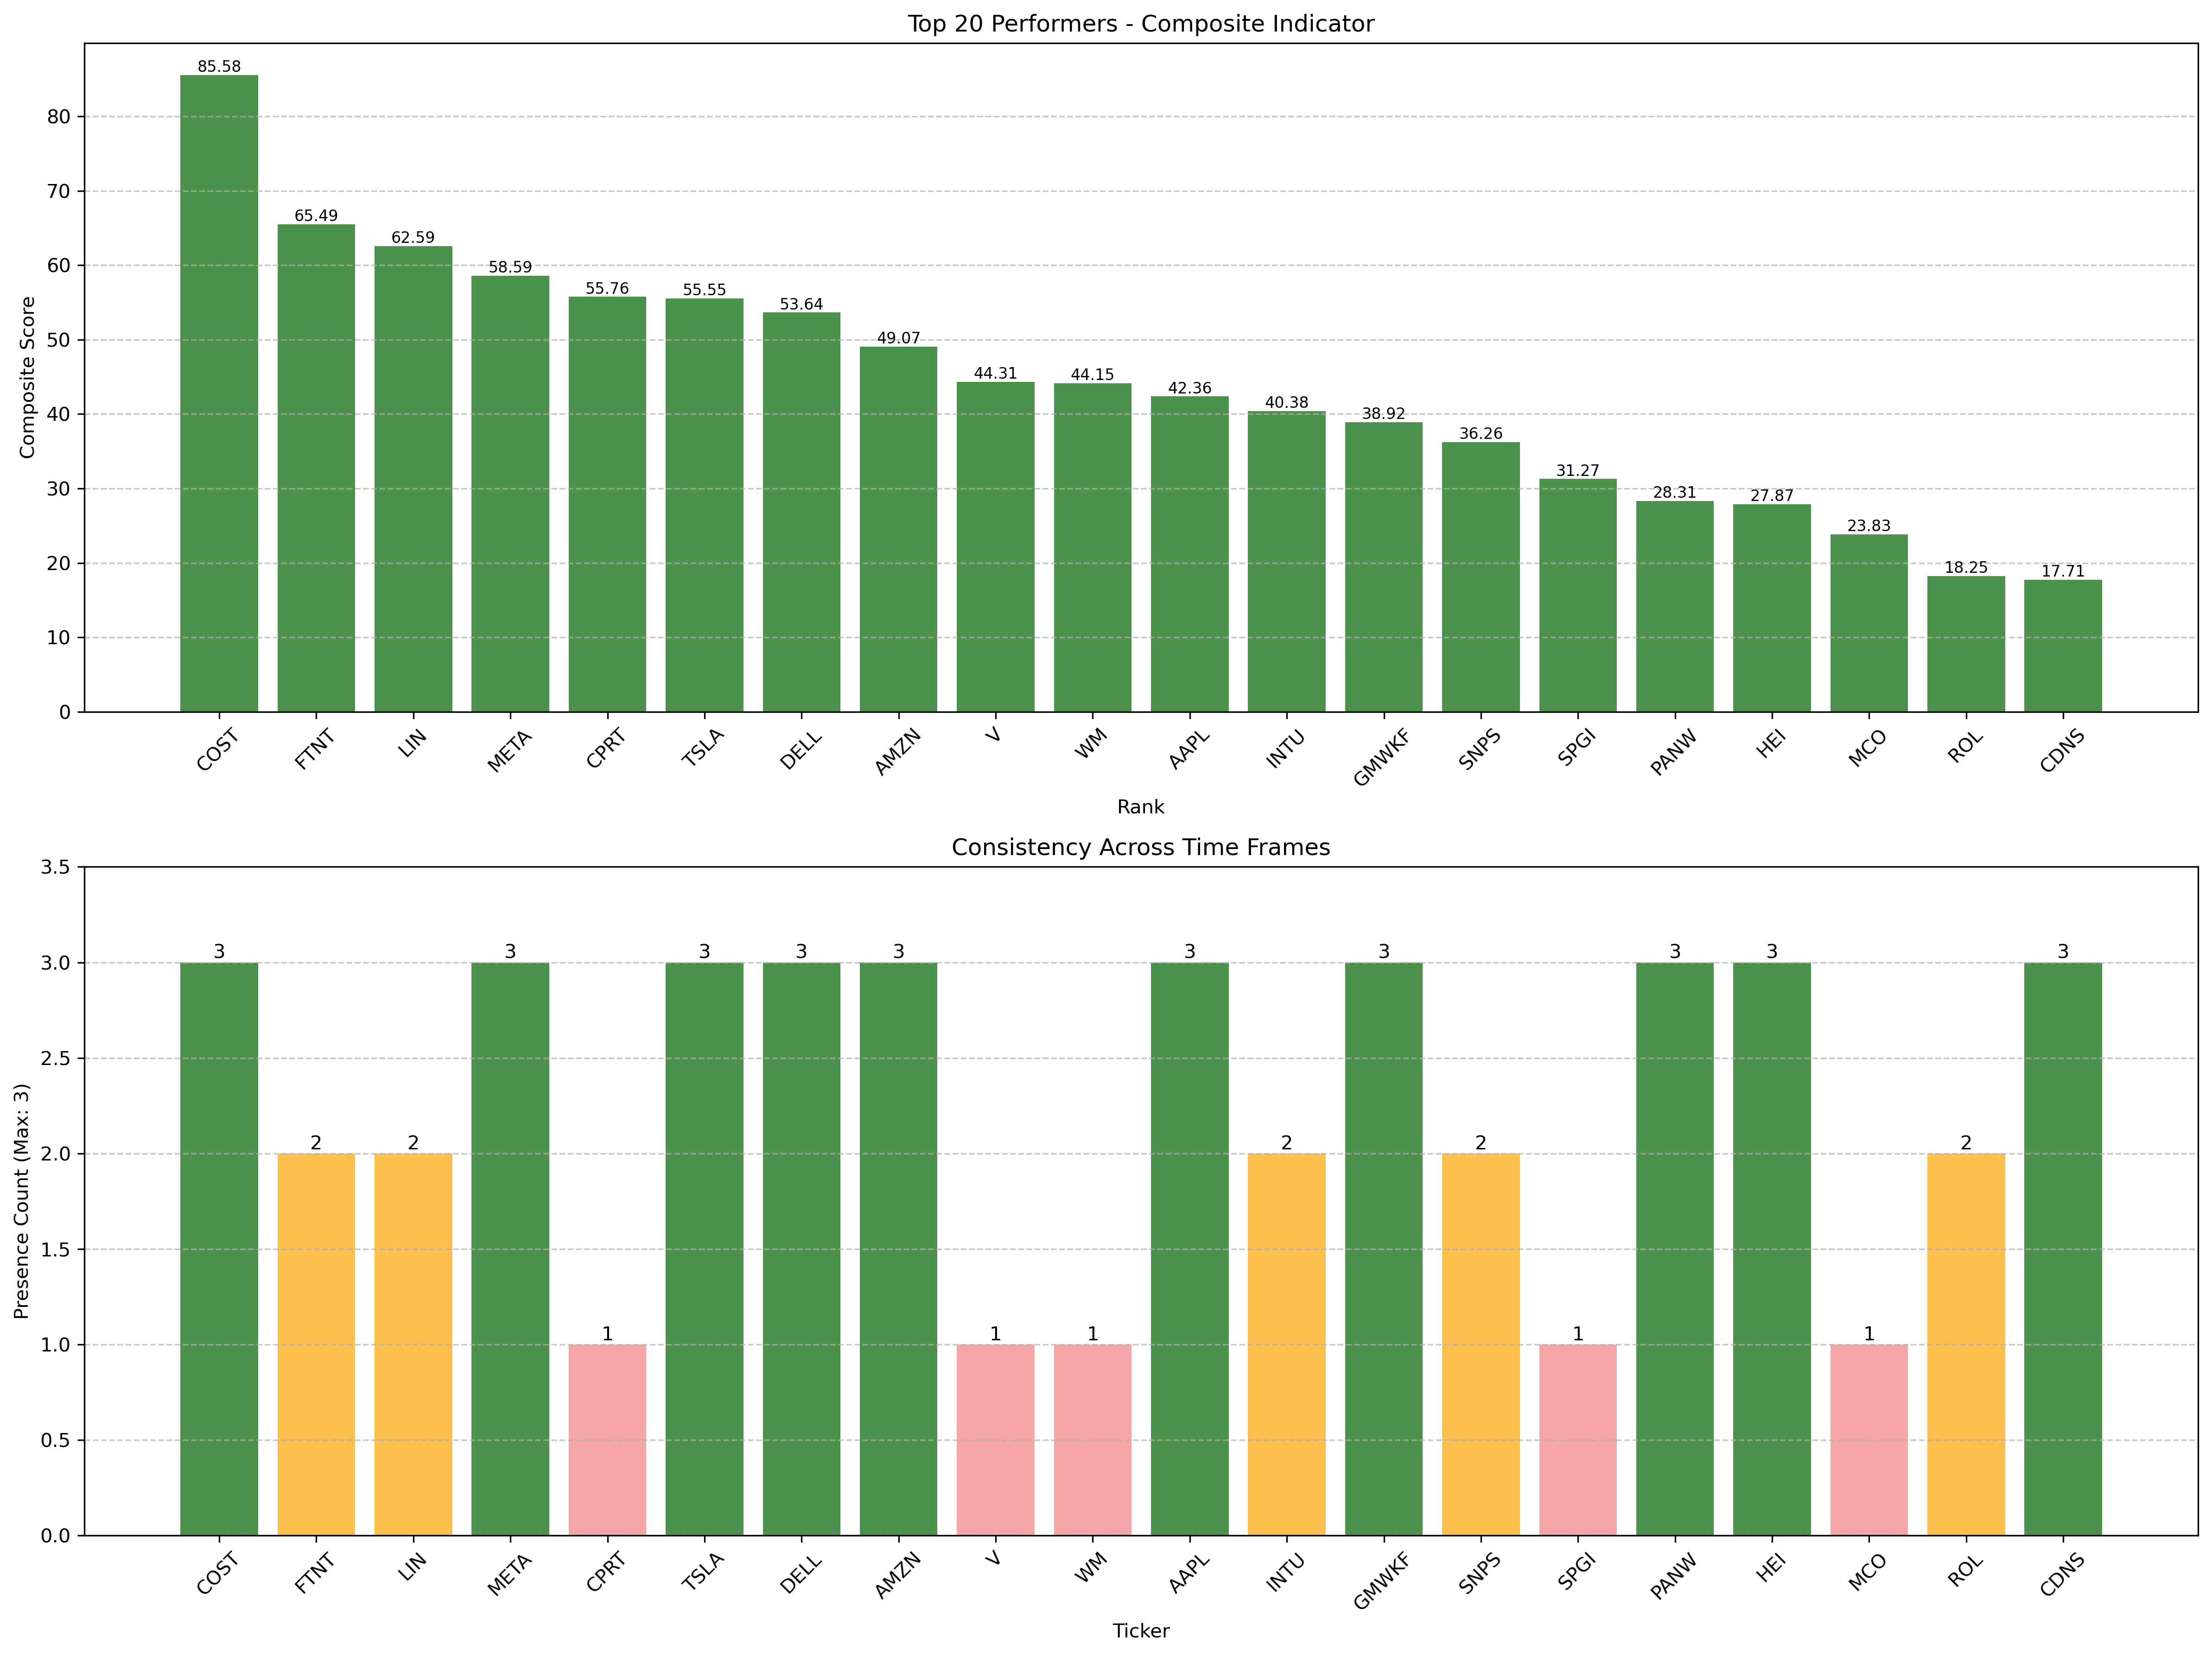 Top 20 Performers - Composite Indicator
Composite Score
80
70
60
50
40
30
20
10
0
85.58
65.49
62.59
58.59
55.76
55.55
53.64
49.07
44.31
44.15
42.36
40.38
38.92
36.26
31.27
28.31
27.87
23.83
18.25
17.71
COST
FTNT
LIN
META
CPRT
TSLA
DELL
AMZN
V
WM
AAPL
INTU
GMWKF
SNPS
SPGI
PANW
HEI
MCO
ROL
CDNS
Rank
Consistency Across Time Frames
Presence Count (Max: 3)
3.5
3.0
2.5
2.0
1.5
1.0
0.5
0.0
3
2
2
3
1
3
3
3
1
1
3
2
3
2
1
3
3
1
2
3
COST
FTNT
LIN
META
CPRT
TSLA
DELL
AMZN
V
WM
AAPL
INTU
GMWKF
SNPS
SPGI
PANW
HEI
MCO
ROL
CDNS
Ticker